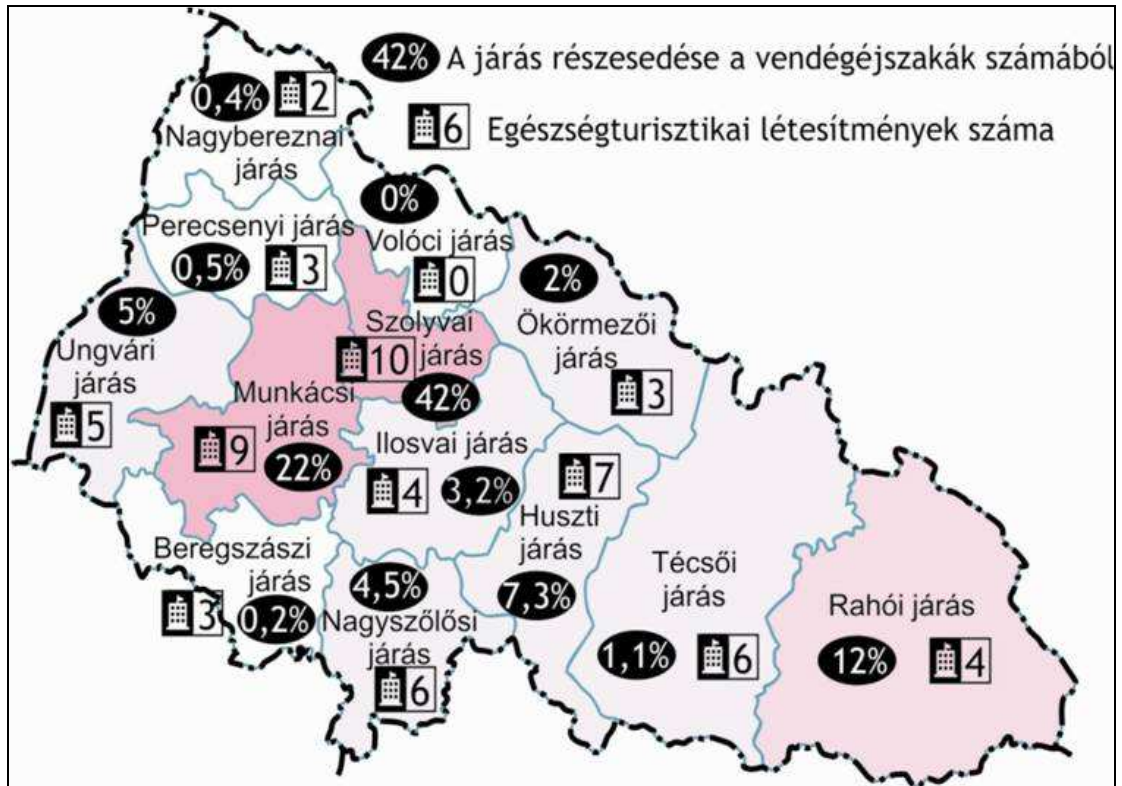 42% A járás részesedése a vendégéjszakák számából
6 Egészségturisztikai létesítmények száma
0,4% 2
Nagybereznai
járás
0%
Volóci járás
0
Perecsenyi járás
0,5% 3
2%
Ökörmezői
járás
3
5%
Ungvári
járás
5
Szolyvai
10 járás
42%
Munkácsi
járás
9 22%
Ilosvai járás
4 3,2%
7
Huszti
járás
7,3%
Beregszászi
járás
3 0,2%
4,5%
Nagyszőlősi
járás
6
Técsői
járás
1,1% 6
Rahói járás
12% 4